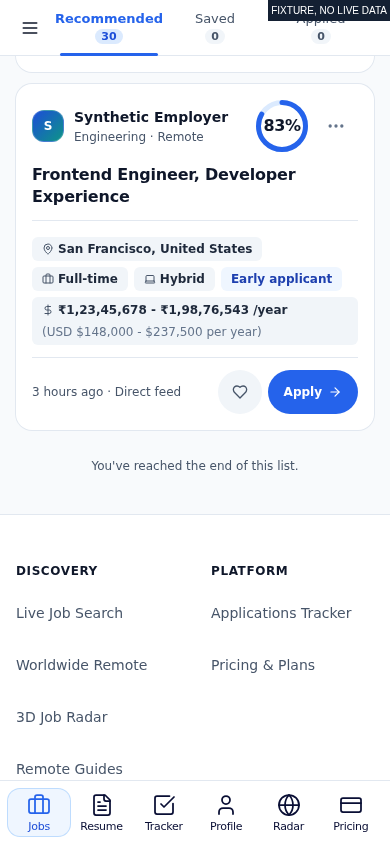 Recommended
30
Saved
0
Applied
0
FIXTURE, NO LIVE DATA
S
Synthetic Employer
Engineering · Remote
83%
Frontend Engineer, Developer
Experience
San Francisco, United States
Full-time
Hybrid
Early applicant
₹1,23,45,678 - ₹1,98,76,543 /year
(USD $148,000 - $237,500 per year)
3 hours ago · Direct feed
Apply
You've reached the end of this list.
DISCOVERY
PLATFORM
Live Job Search
Applications Tracker
Worldwide Remote
Pricing & Plans
3D Job Radar
Remote Guides
Jobs
Resume
Tracker
Profile
Radar
Pricing